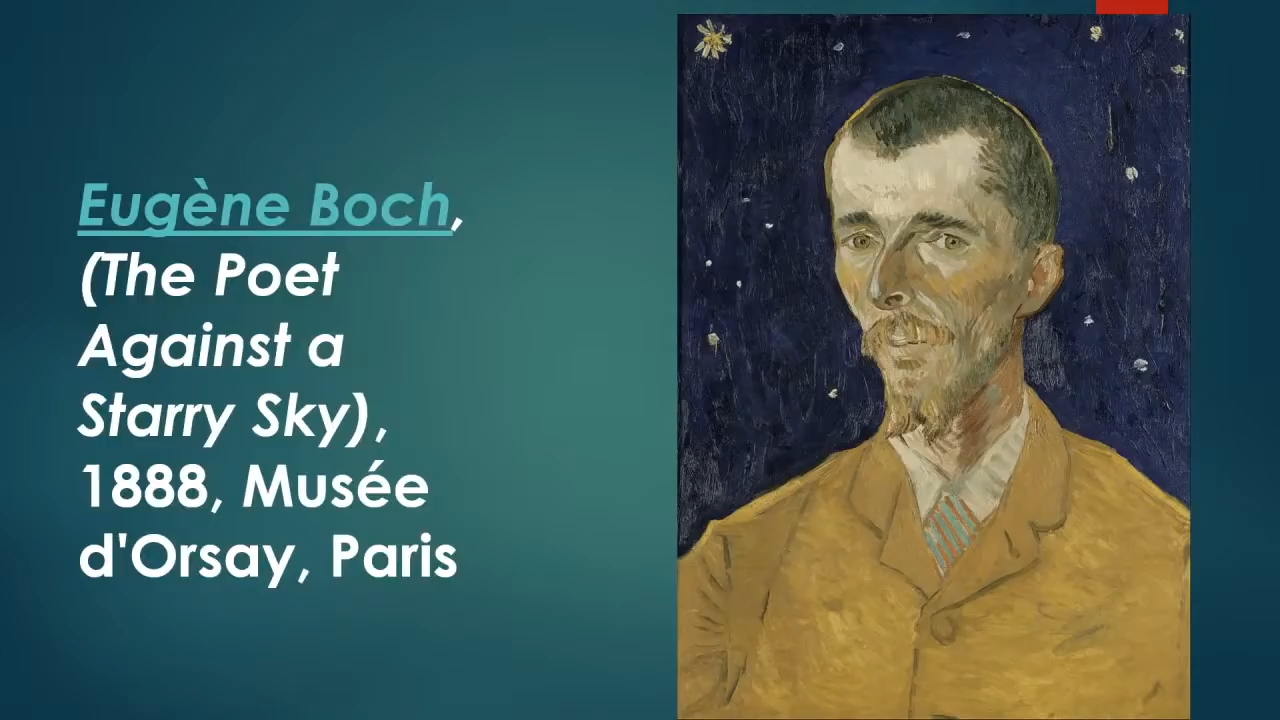 Eugène Boch,
(The Poet
Against a
Starry Sky),
1888, Musée
d'Orsay, Paris